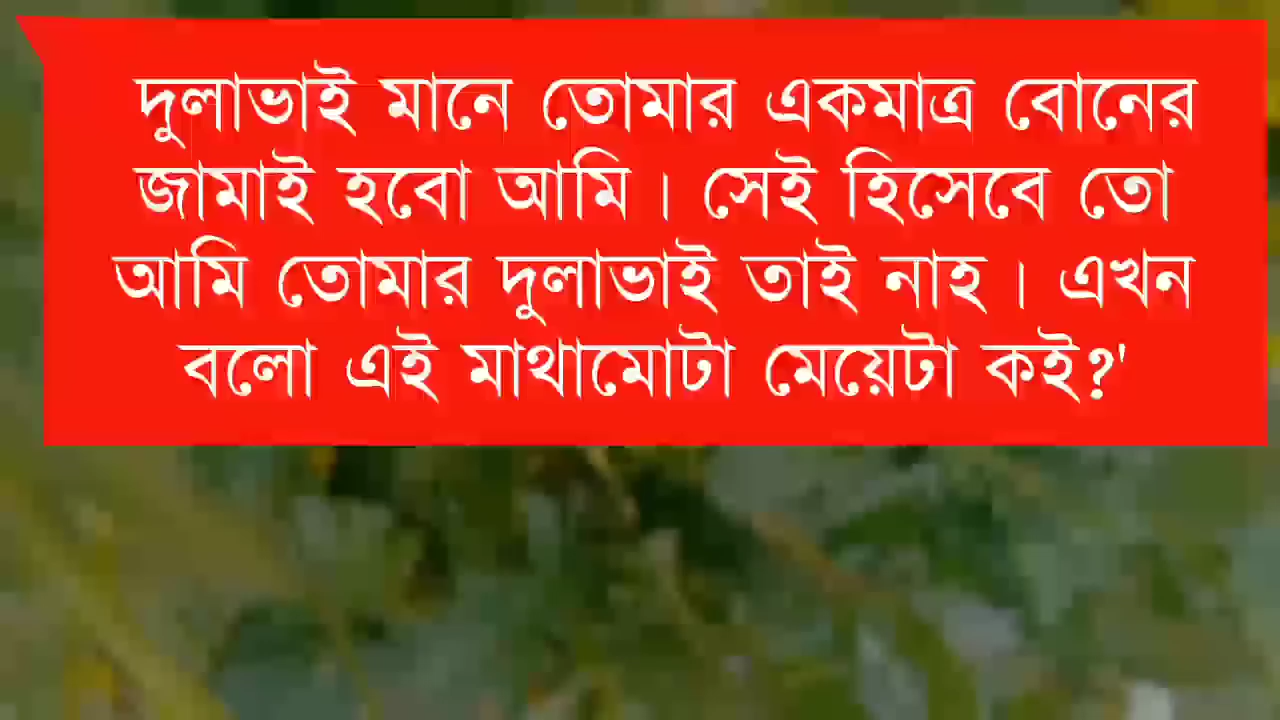 দুলাভাই মানে তোমার একমাত্র বোনের
জামাই হবো আমি। সেই হিসেবে তো
আমি তোমার দুলাভাই তাই নাহ। এখন
বলো এই মাথামোটা মেয়েটা কই?'